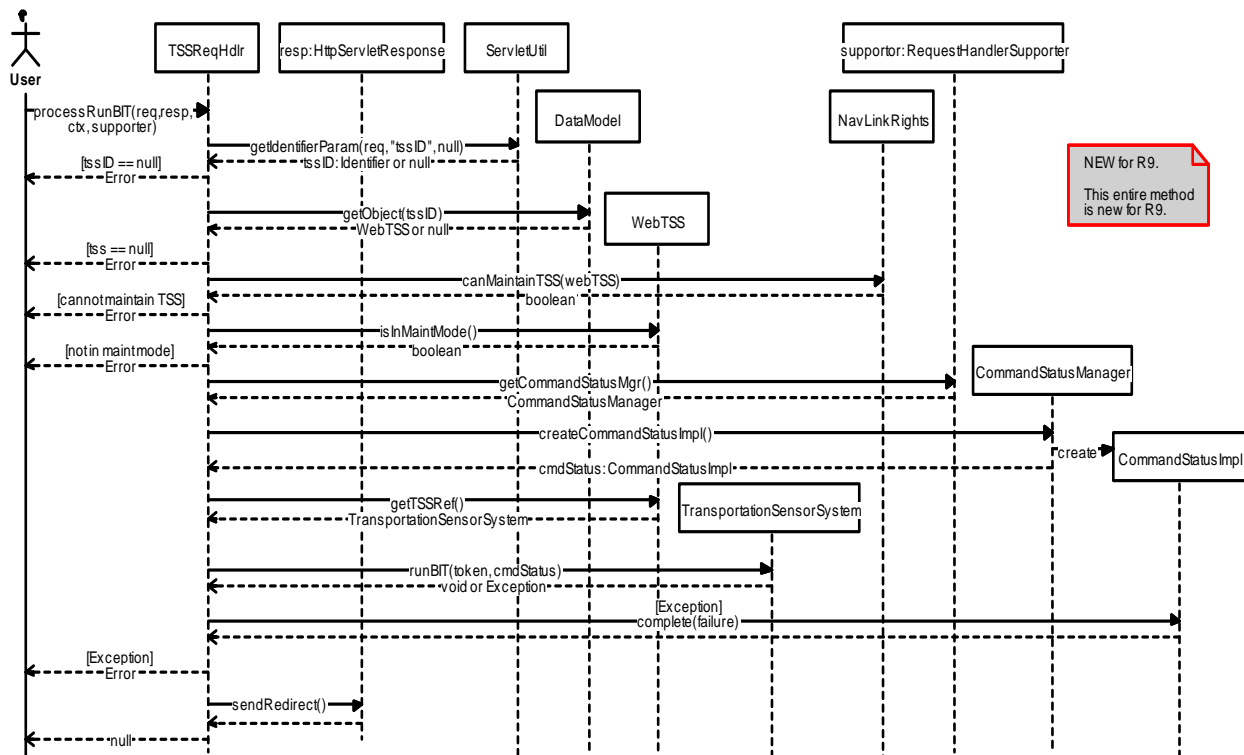 User
TSSReqHdlr
resp:HttpServletResponse
ServletUtil
supportor:RequestHandlerSupporter
DataModel
NavLinkRights
processRunBIT(req,resp,
ctx, supporter)
getIdentifierParam(req, "tssID", null)
tssID: Identifier or null
[tssID == null]
Error
NEW for R9.
This entire method
is new for R9.
WebTSS
getObject(tssID)
WebTSS or null
[tss == null]
Error
canMaintainTSS(webTSS)
boolean
[cannot maintain TSS]
Error
isInMaintMode()
boolean
[not in maint mode]
Error
getCommandStatusMgr()
CommandStatusManager
CommandStatusManager
createCommandStatusImpl()
create
CommandStatusImpl
cmdStatus: CommandStatusImpl
getTSSRef()
TransportationSensorSystem
TransportationSensorSystem
runBIT(token, cmdStatus)
void or Exception
[Exception]
complete(failure)
[Exception]
Error
sendRedirect()
null